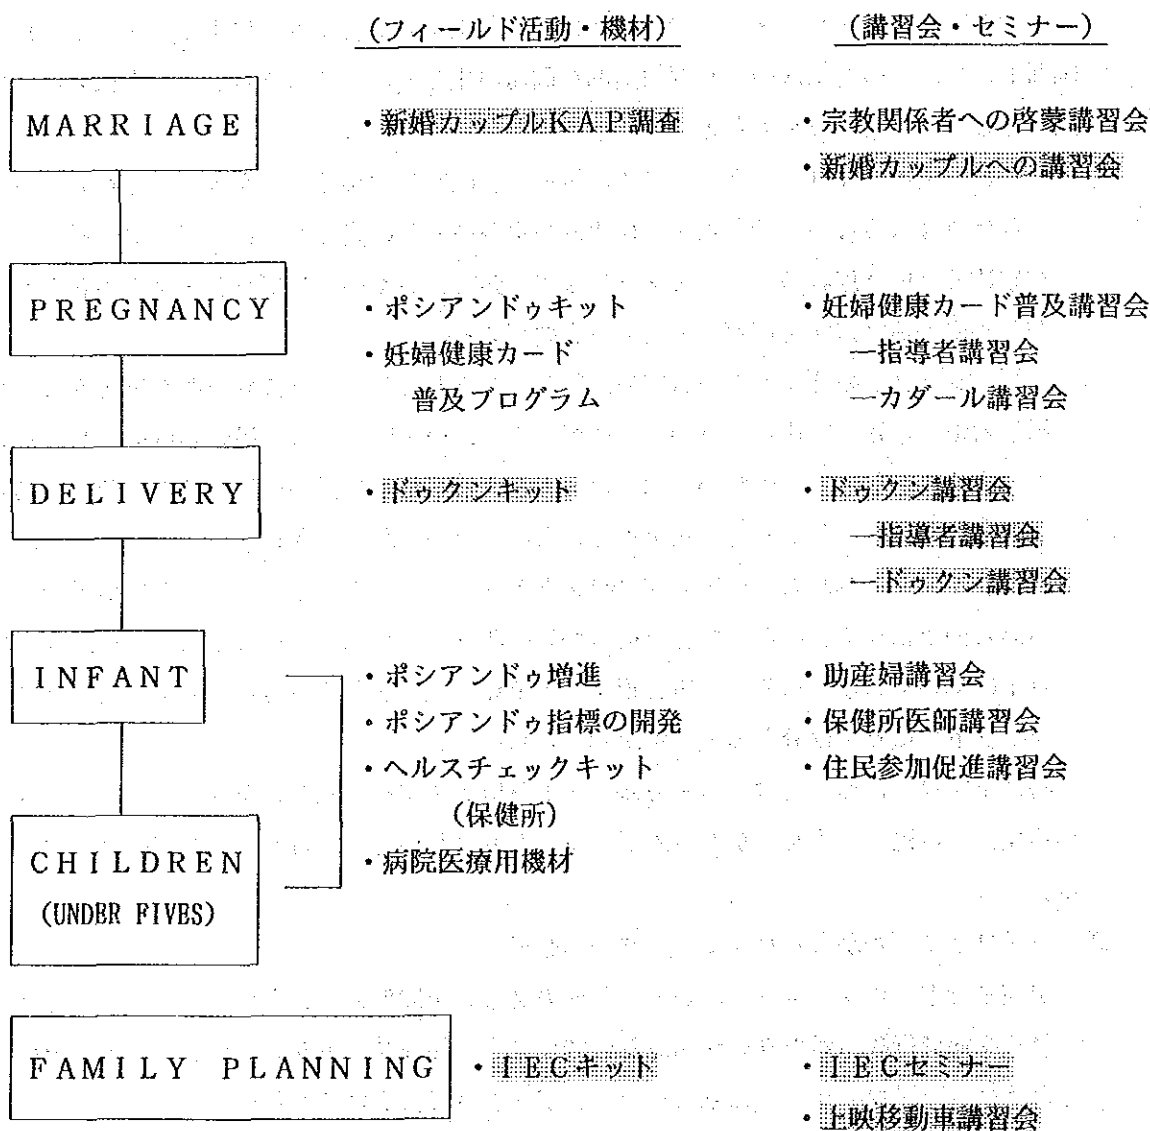 (フィールド活動・機材) (講習会・セミナー)
MARRIAGE ・新婚カップルKAP調査 ・宗教関係者への啓蒙講習会
・新婚カップルへの講習会
PREGNANCY ・ポシアンドゥキット ・妊婦健康カード普及講習会
・妊婦健康カード ―指導者講習会
普及プログラム ―カダール講習会
DELIVERY ・ドゥクンキット ・ドゥクン講習会
―指導者講習会
―ドゥクン講習会
INFANT ・ポシアンドゥ増進 ・助産婦講習会
・ポシアンドゥ指標の開発 ・保健所医師講習会
・ヘルスチェックキット ・住民参加促進講習会
(保健所)
CHILDREN ・病院医療用機材
(UNDER FIVES)
FAMILY PLANNING ・IECキット ・IECセミナー
・上映移動車講習会